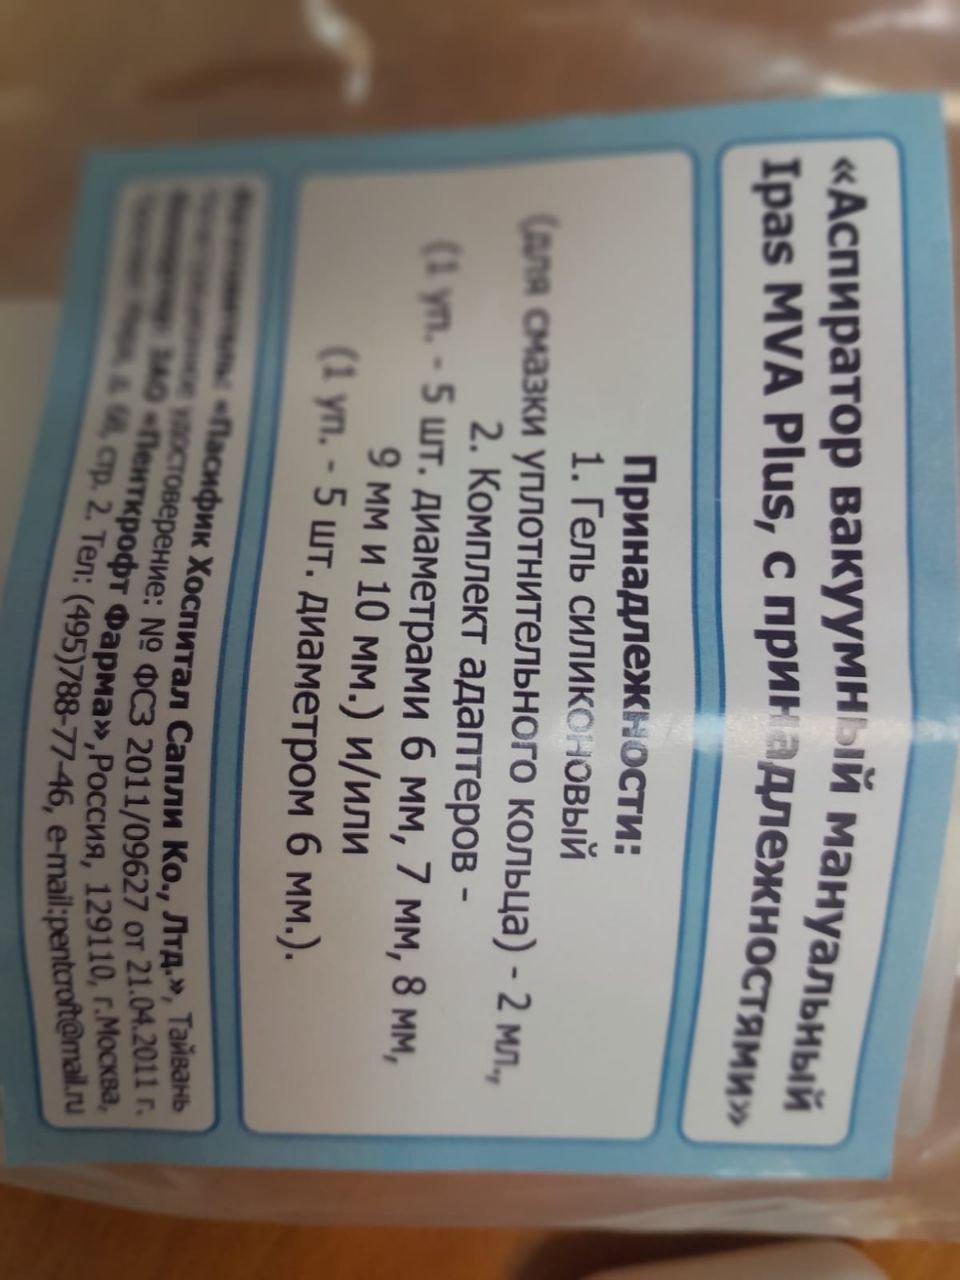 «Аспиратор вакуумный мануальный
Ipas MVA Plus, с принадлежностями»
Принадлежности:
1. Гель силиконовый
(для смазки уплотнительного кольца) - 2 мл.,
2. Комплект адаптеров -
(1 уп. - 5 шт. диаметрами 6 мм, 7 мм, 8 мм,
9 мм и 10 мм.) и/или
(1 уп. - 5 шт. диаметром 6 мм.).
«Пасифик Хоспитал Сапли Ко., Лтд.», Тайвань
удостоверение: № ФСЗ 2011/09627 от 21.04.2011 г.
ЗАО «Пенткрофт Фарма»,Россия, 129110, г.Москва,
стр. 2. Тел: (495)788-77-46, e-mail:pentcroft@mail.ru